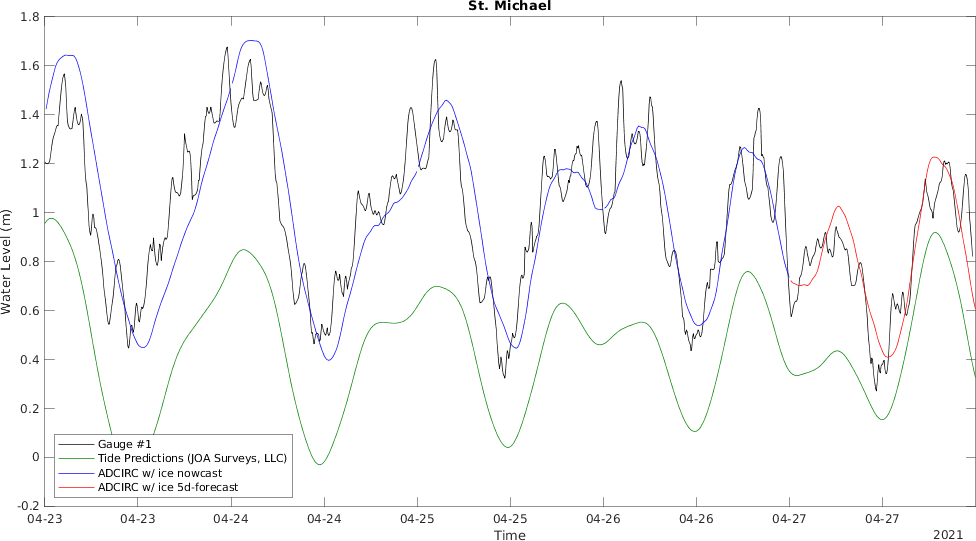 St. Michael
Water Level (m)
1.8
1.6
1.4
1.2
1
0.8
0.6
0.4
0.2
0
-0.2
Gauge #1
Tide Predictions (JOA Surveys, LLC)
ADCIRC w/ ice nowcast
ADCIRC w/ ice 5d-forecast
04-23 04-23 04-24 04-24 04-25 04-25 04-26 04-26 04-27 04-27
Time
2021